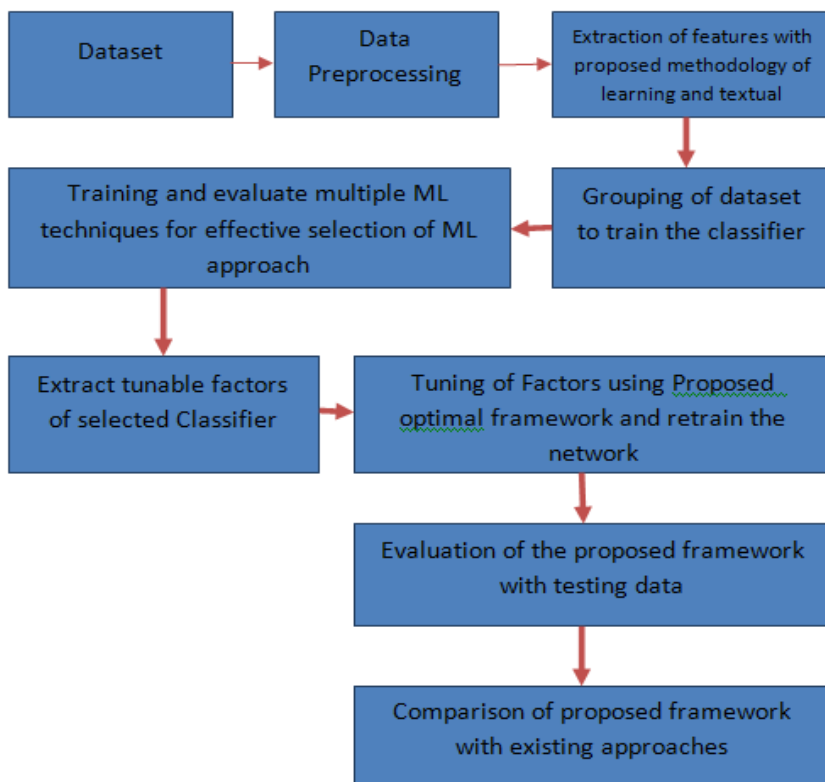 Dataset
Data
Preprocessing
Extraction of features with
proposed methodology of
learning and textual
Grouping of dataset
to train the classifier
Training and evaluate multiple ML
techniques for effective selection of ML
approach
Extract tunable factors
of selected Classifier
Tuning of Factors using Proposed
optimal framework and retrain the
network
Evaluation of the proposed framework
with testing data
Comparison of proposed framework
with existing approaches